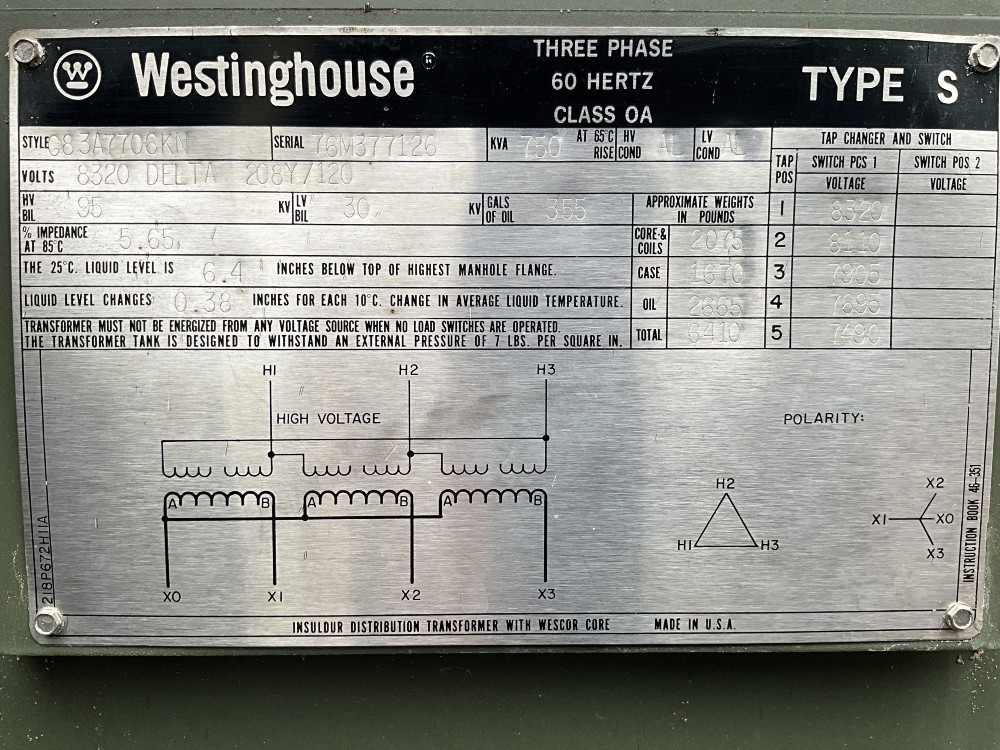 W Westinghouse®
THREE PHASE
60 HERTZ
CLASS OA
TYPE S
STYLE 683A7706KN SERIAL 76M377126 KVA 750 AT 65°C RISE HV COND AL LV COND AL
VOLTS 8320 DELTA 208Y/120
HV BIL 95 KV LV BIL 30 KV GALS OF OIL 355
% IMPEDANCE AT 85°C 5.65
THE 25°C. LIQUID LEVEL IS 6.4 INCHES BELOW TOP OF HIGHEST MANHOLE FLANGE.
LIQUID LEVEL CHANGES 0.38 INCHES FOR EACH 10°C. CHANGE IN AVERAGE LIQUID TEMPERATURE.
TRANSFORMER MUST NOT BE ENERGIZED FROM ANY VOLTAGE SOURCE WHEN NO LOAD SWITCHES ARE OPERATED.
THE TRANSFORMER TANK IS DESIGNED TO WITHSTAND AN EXTERNAL PRESSURE OF 7 LBS. PER SQUARE IN.
APPROXIMATE WEIGHTS
IN POUNDS
CORE & COILS 2075
CASE 1670
OIL 2665
TOTAL 6410
TAP CHANGER AND SWITCH
TAP POS SWITCH POS 1 SWITCH POS 2
VOLTAGE VOLTAGE
1 8320
2 8110
3 7905
4 7695
5 7490
H1 H2 H3
HIGH VOLTAGE
A B A B A B
X0 X1 X2 X3
POLARITY:
H2
H1 H3
X2
X1 X0
X3
218P672H11A
INSTRUCTION BOOK 46-351
INSULDUR DISTRIBUTION TRANSFORMER WITH WESCOR CORE MADE IN U.S.A.